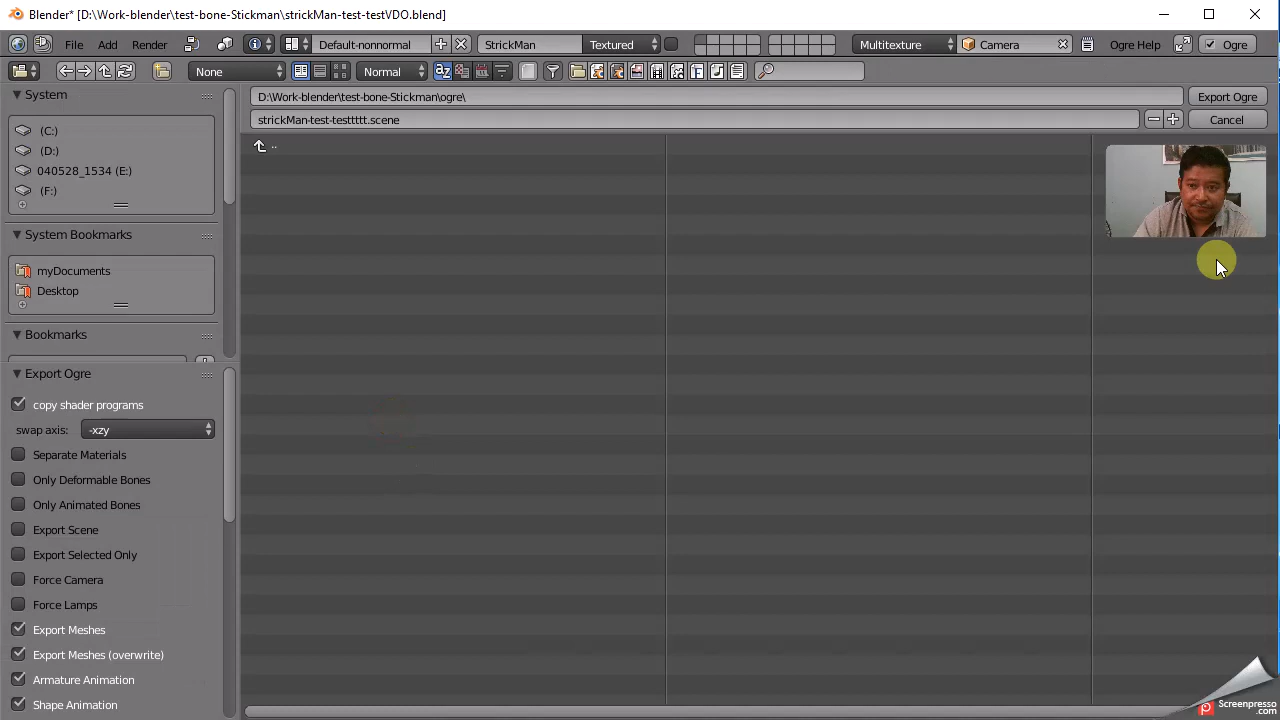 Blender* [D:\Work-blender\test-bone-Stickman\strickMan-test-testVDO.blend]
File Add Render Default-nonnormal StrickMan Textured Multitexture Camera Ogre Help Ogre
None Normal
System
(C:)
(D:)
040528_1534 (E:)
(F:)
System Bookmarks
myDocuments
Desktop
Bookmarks
Export Ogre
copy shader programs
swap axis: -xzy
Separate Materials
Only Deformable Bones
Only Animated Bones
Export Scene
Export Selected Only
Force Camera
Force Lamps
Export Meshes
Export Meshes (overwrite)
Armature Animation
Shape Animation
D:\Work-blender\test-bone-Stickman\ogre\ Export Ogre
strickMan-test-testtttt.scene Cancel
..
Screenpresso
.com